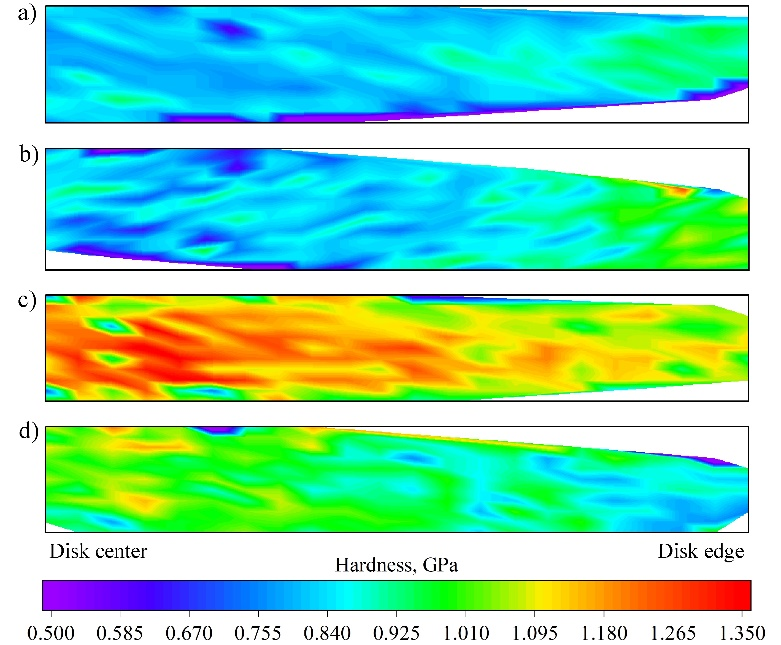 a)
b)
c)
d)
Disk center Disk edge
Hardness, GPa
0.500 0.585 0.670 0.755 0.840 0.925 1.010 1.095 1.180 1.265 1.350